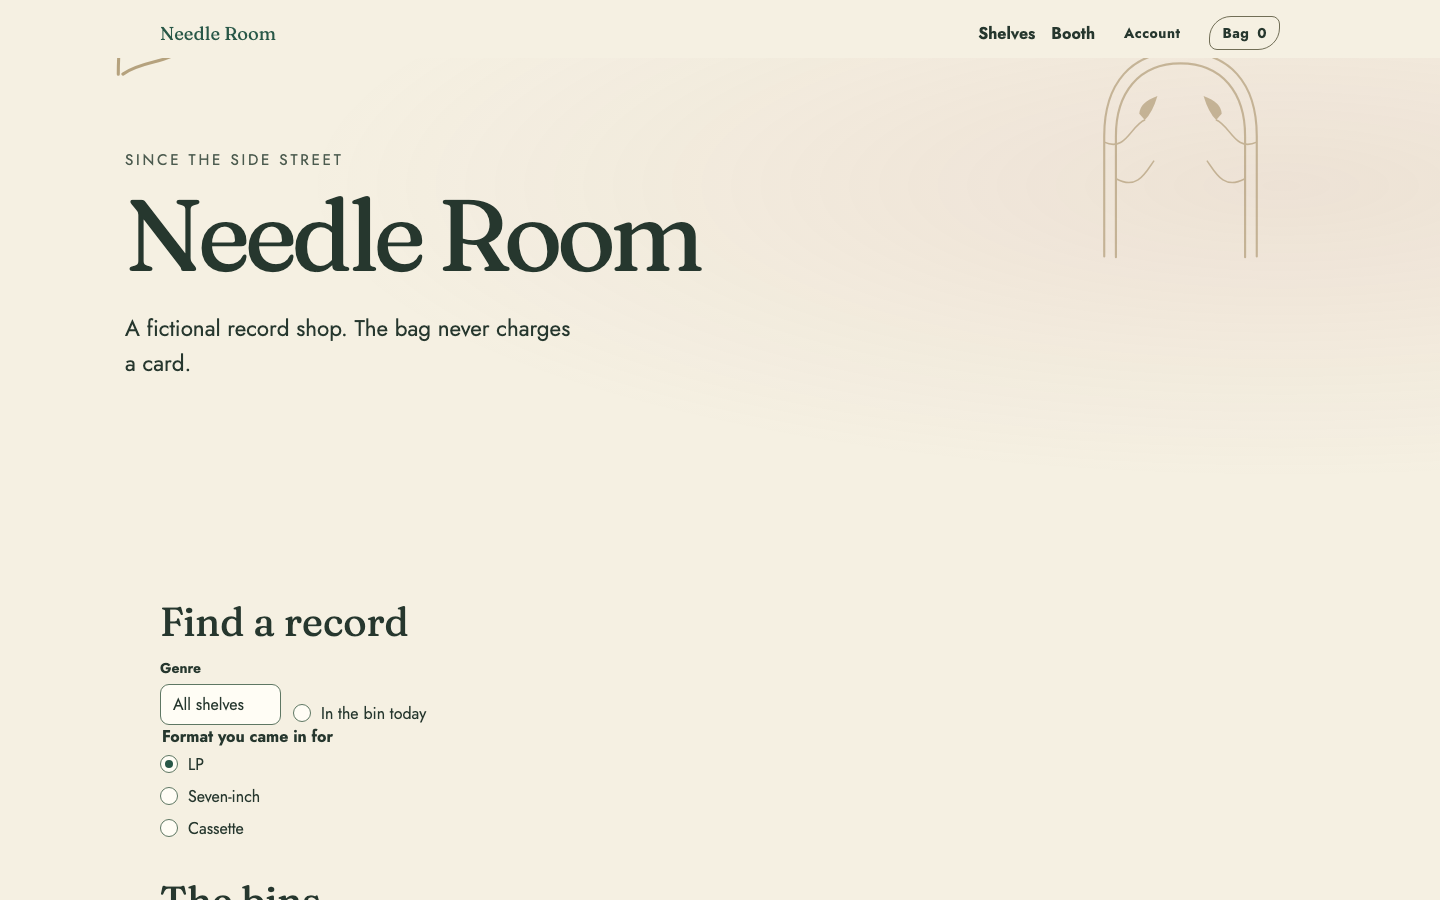 Needle Room
Shelves Booth Account Bag 0
SINCE THE SIDE STREET
Needle Room
A fictional record shop. The bag never charges
a card.
Find a record
Genre
All shelves
In the bin today
Format you came in for
LP
Seven-inch
Cassette
The bins